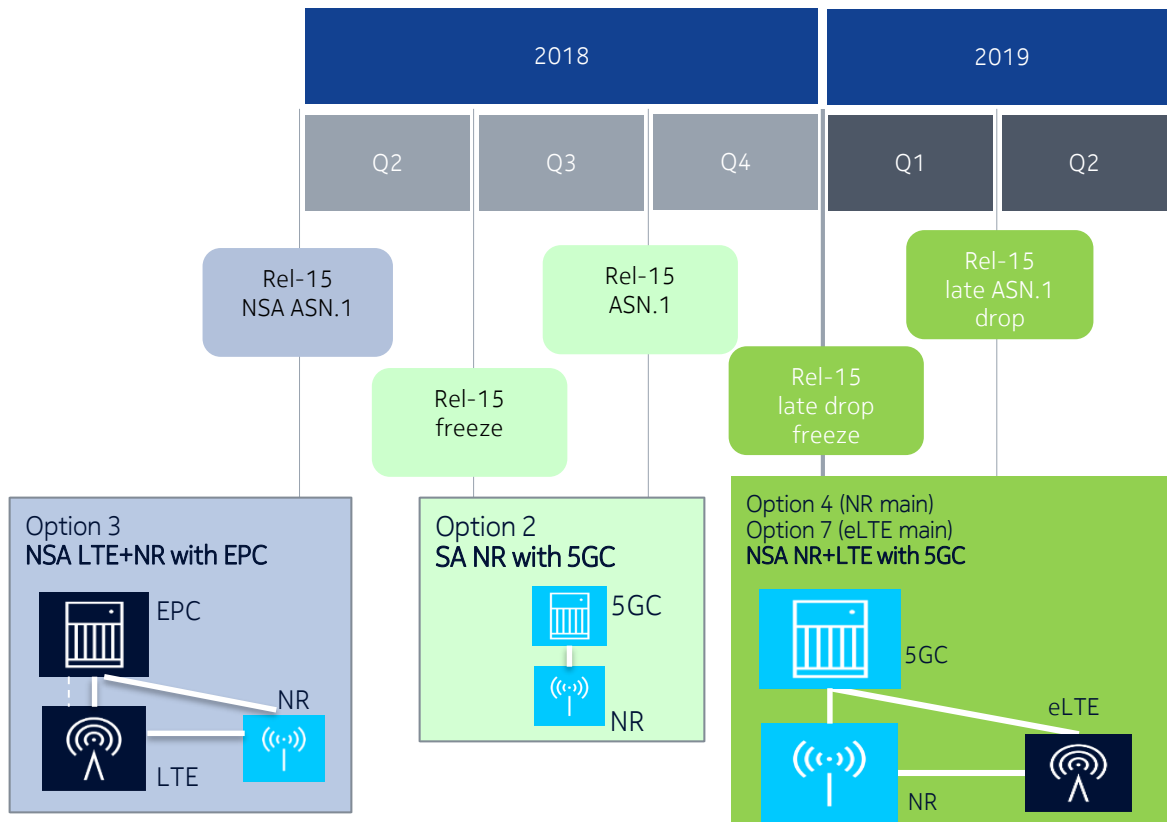 2018
2019
Q2
Q3
Q4
Q1
Q2
Rel-15
NSA ASN.1
Rel-15
ASN.1
Rel-15
late ASN.1
drop
Rel-15
freeze
Rel-15
late drop
freeze
Option 3
NSA LTE+NR with EPC
EPC
NR
LTE
Option 2
SA NR with 5GC
5GC
NR
Option 4 (NR main)
Option 7 (eLTE main)
NSA NR+LTE with 5GC
5GC
eLTE
NR